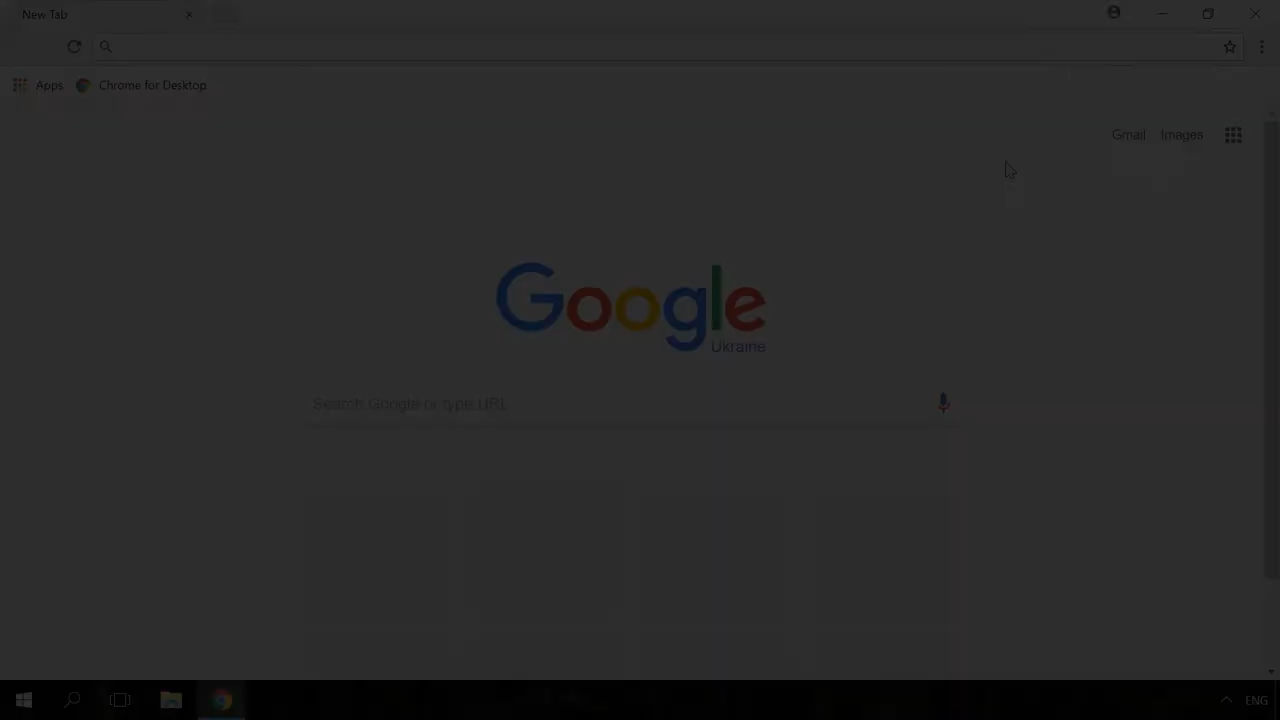 New Tab
Apps
Chrome for Desktop
Gmail
Images
Google
Ukraine
Search Google or type URL
ENG